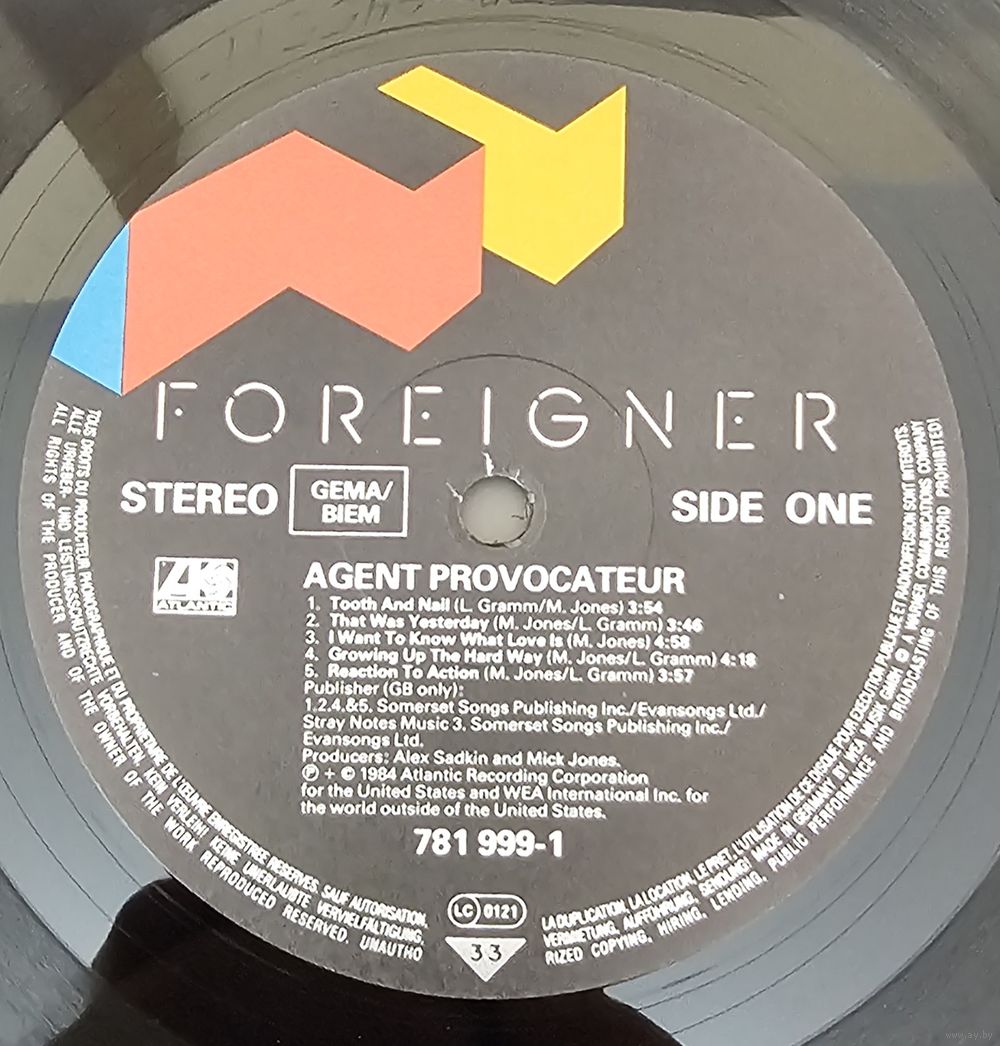 FOREIGNER
STEREO
GEMA/
BIEM
SIDE ONE
ATLANTIC
AGENT PROVOCATEUR
1. Tooth And Nail (L. Gramm/M. Jones) 3:54
2. That Was Yesterday (M. Jones/L. Gramm) 3:46
3. I Want To Know What Love Is (M. Jones) 4:58
4. Growing Up The Hard Way (M. Jones/L. Gramm) 4:18
5. Reaction To Action (M. Jones/L. Gramm) 3:57
Publisher (GB only):
1.2.4.&5. Somerset Songs Publishing Inc./Evansongs Ltd./
Stray Notes Music 3. Somerset Songs Publishing Inc./
Evansongs Ltd.
Producers: Alex Sadkin and Mick Jones.
℗ + © 1984 Atlantic Recording Corporation
for the United States and WEA International Inc. for
the world outside of the United States.
781 999-1
LC 0121
33
TOUS DROITS DU PRODUCTEUR PHONOGRAPHIQUE ET DU PROPRIETAIRE DE L'ŒUVRE ENREGISTREE RESERVES. SAUF AUTORISATION,
LA DUPLICATION, LA LOCATION, LE PRET, L'UTILISATION DE CE DISQUE POUR EXECUTION PUBLIQUE ET RADIODIFFUSION SONT INTERDITS.
ALLE URHEBER- UND LEISTUNGSSCHUTZRECHTE VORBEHALTEN. KEIN VERLEIH! KEINE UNERLAUBTE VERVIELFÄLTIGUNG,
VERMIETUNG, AUFFÜHRUNG, SENDUNG! MADE IN GERMANY BY WEA MUSIK GMBH A WARNER COMMUNICATIONS COMPANY
ALL RIGHTS OF THE PRODUCER AND OF THE OWNER OF THE WORK REPRODUCED RESERVED. UNAUTHO
RIZED COPYING, HIRING, LENDING, PUBLIC PERFORMANCE AND BROADCASTING OF THIS RECORD PROHIBITED!
www.ay.by